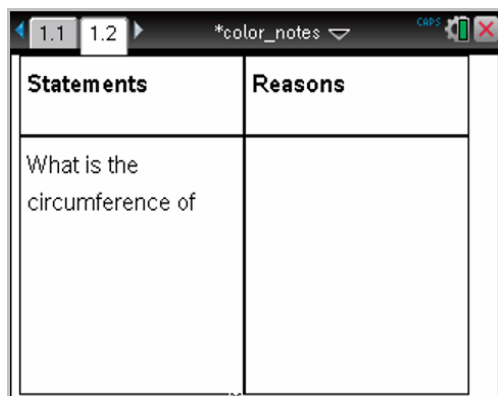 1.1 1.2 *color_notes CAPS
Statements Reasons
What is the
circumference of